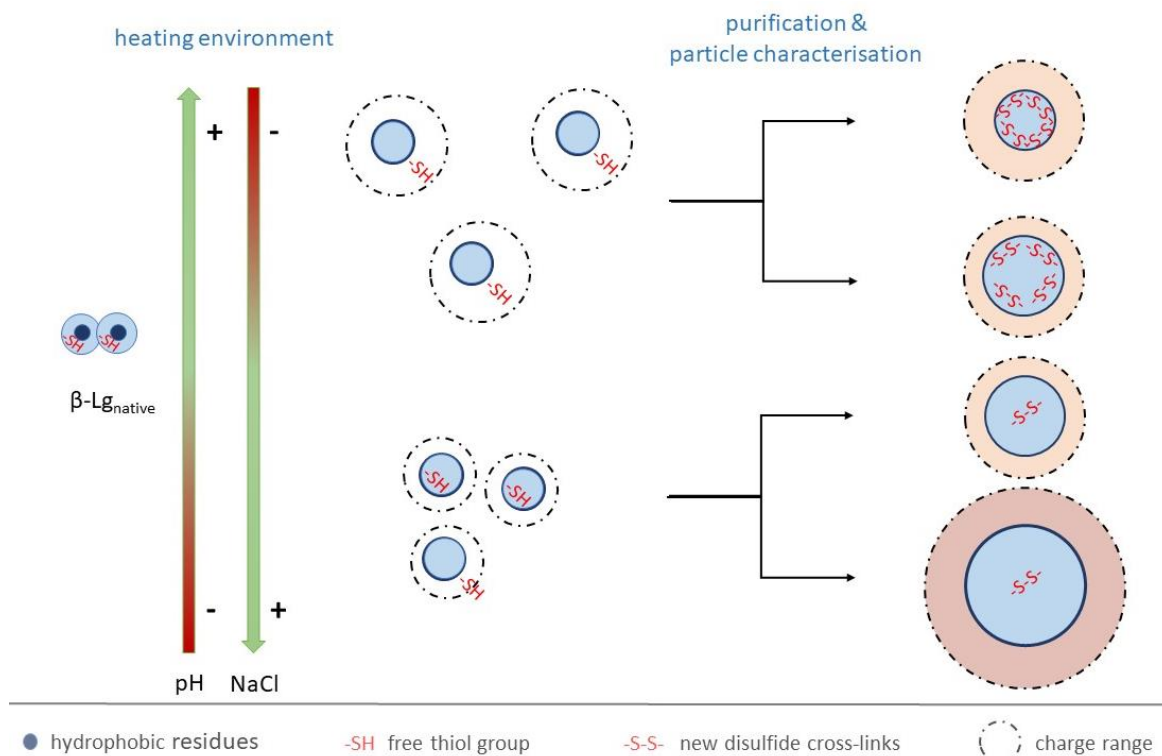 heating environment
purification &
particle characterisation
+
-
-SH
-SH
-SH
-S-S-
-S-S-
-S-S-
-S-S-
-S-S-
-S-S-
-S-S-
-SH
-SH
β-Lgnative
-S-S-
-SH
-SH
-SH
-S-S-
-
+
pH
NaCl
hydrophobic residues
-SH free thiol group
-S-S- new disulfide cross-links
charge range